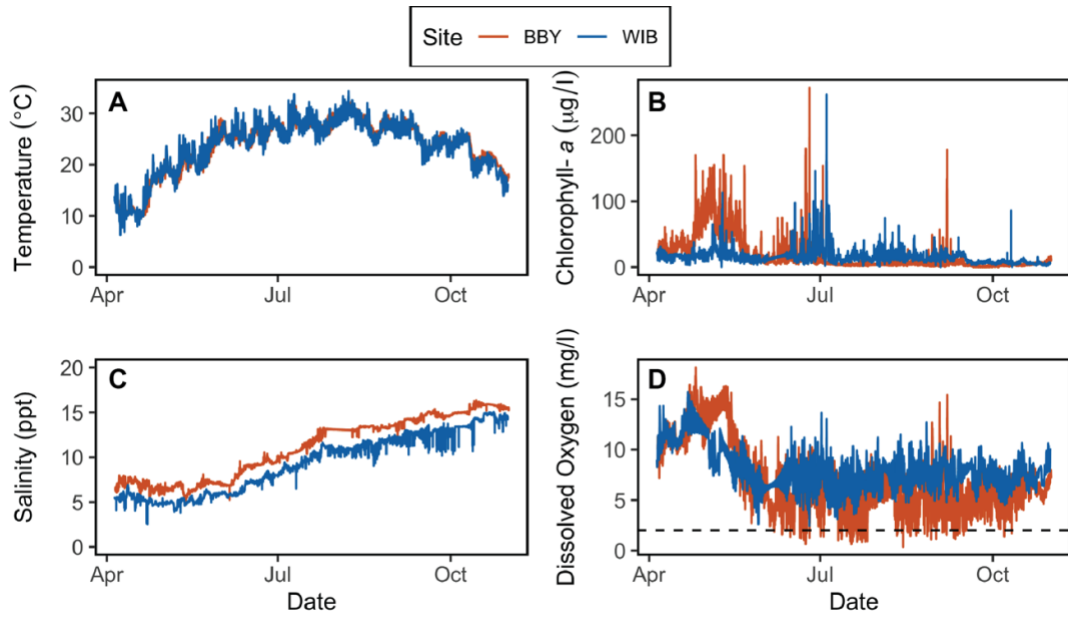 Site BBY WIB
A
Temperature (°C)
30
20
10
0
Apr Jul Oct
B
Chlorophyll- a (μg/l)
200
100
0
Apr Jul Oct
C
Salinity (ppt)
20
15
10
5
0
Apr Jul Oct
Date
D
Dissolved Oxygen (mg/l)
15
10
5
0
Apr Jul Oct
Date